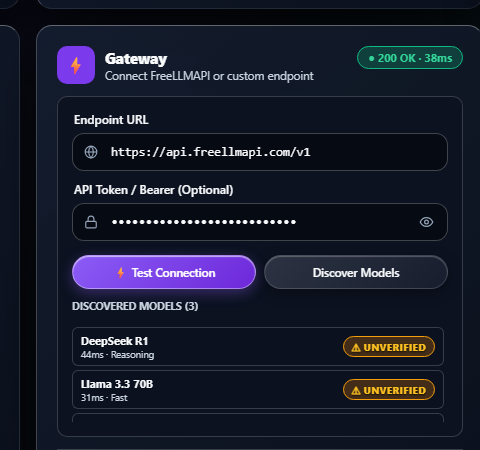 Gateway
Connect FreeLLMAPI or custom endpoint
200 OK · 38ms
Endpoint URL
https://api.freellmapi.com/v1
API Token / Bearer (Optional)
••••••••••••••••••••••••••••
Test Connection
Discover Models
DISCOVERED MODELS (3)
DeepSeek R1
44ms · Reasoning
⚠ UNVERIFIED
Llama 3.3 70B
31ms · Fast
⚠ UNVERIFIED